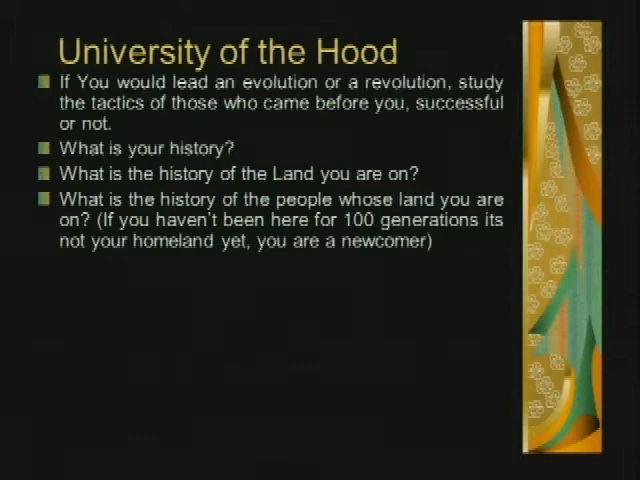 University of the Hood
If You would lead an evolution or a revolution, study
the tactics of those who came before you, successful
or not.
What is your history?
What is the history of the Land you are on?
What is the history of the people whose land you are
on? (If you haven't been here for 100 generations its
not your homeland yet, you are a newcomer)